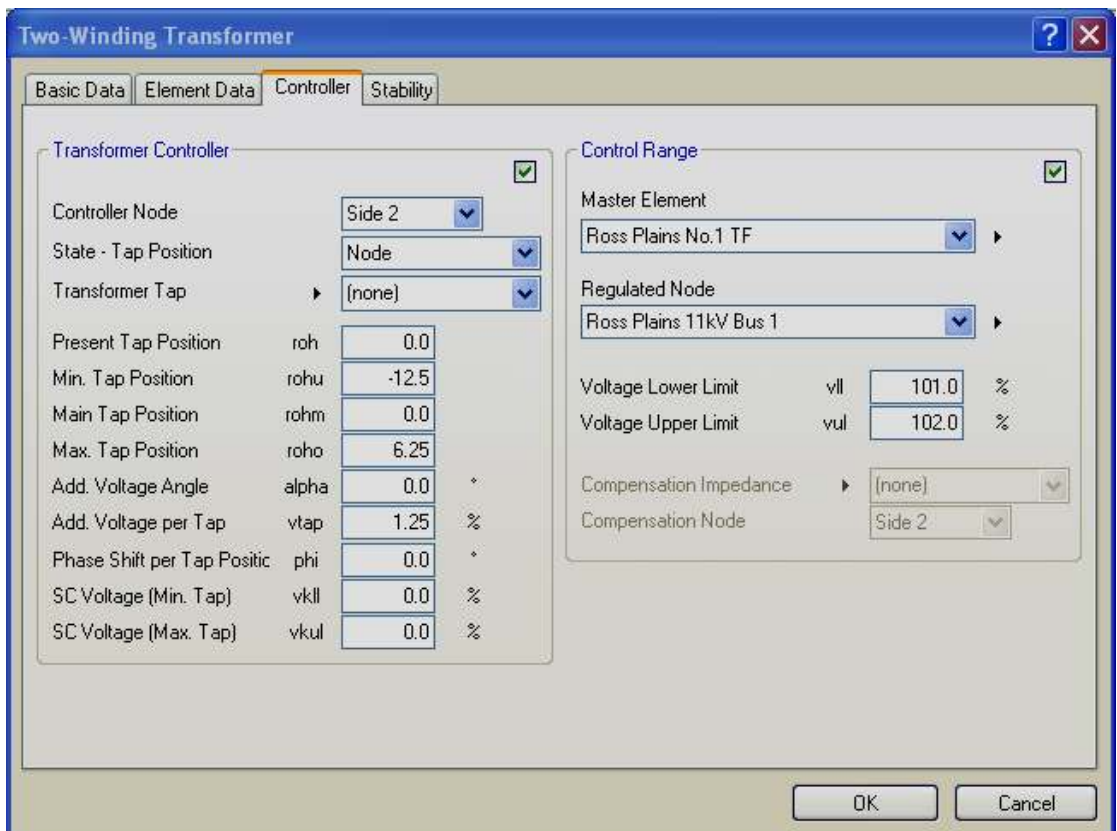 Two-Winding Transformer
Basic Data Element Data Controller Stability
Transformer Controller
Controller Node Side 2
State - Tap Position Node
Transformer Tap (none)
Present Tap Position roh 0.0
Min. Tap Position rohu -12.5
Main Tap Position rohm 0.0
Max. Tap Position roho 6.25
Add. Voltage Angle alpha 0.0 °
Add. Voltage per Tap vtap 1.25 %
Phase Shift per Tap Positic phi 0.0 °
SC Voltage (Min. Tap) vkll 0.0 %
SC Voltage (Max. Tap) vkul 0.0 %
Control Range
Master Element
Ross Plains No.1 TF
Regulated Node
Ross Plains 11kV Bus 1
Voltage Lower Limit vll 101.0 %
Voltage Upper Limit vul 102.0 %
Compensation Impedance (none)
Compensation Node Side 2
OK Cancel